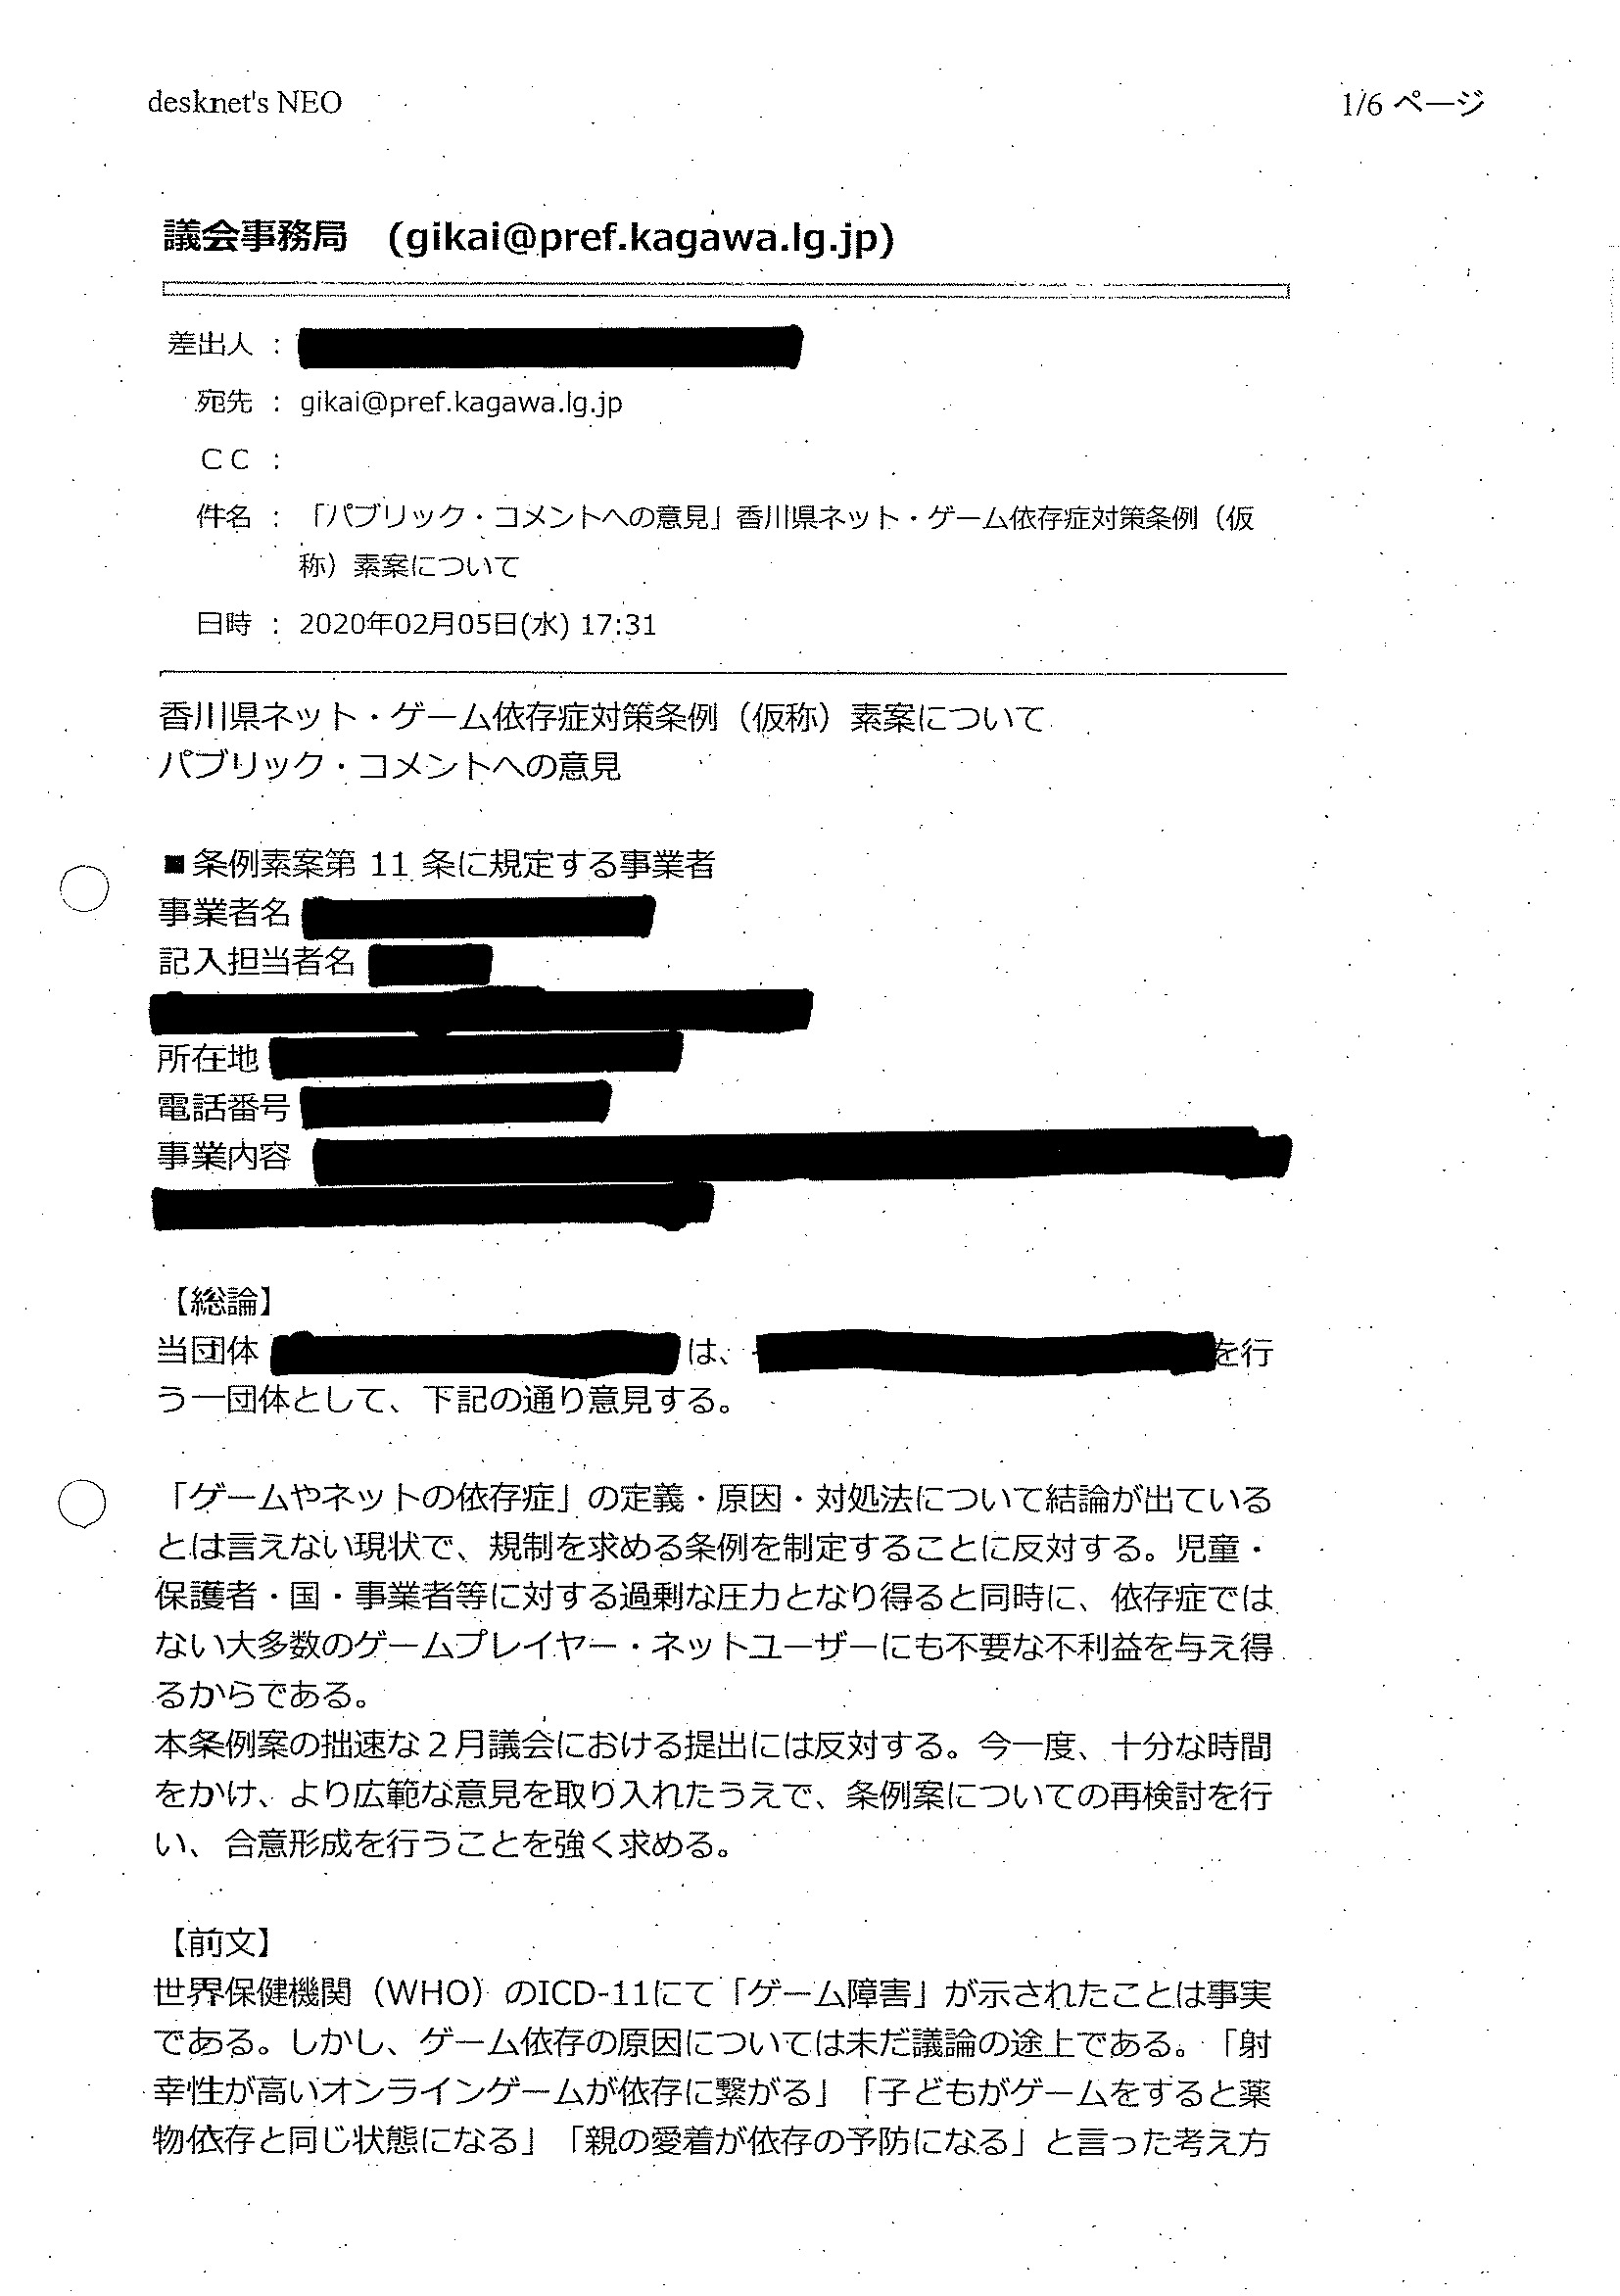 desknet's NEO
1/6 ページ
議会事務局 (gikai@pref.kagawa.lg.jp)
差出人 :
宛先 : gikai@pref.kagawa.lg.jp
CC :
件名 : 「パブリック・コメントへの意見」香川県ネット・ゲーム依存症対策条例（仮
称）素案について
日時 : 2020年02月05日(水) 17:31
香川県ネット・ゲーム依存症対策条例（仮称）素案について
パブリック・コメントへの意見
■条例素案第 11 条に規定する事業者
事業者名
記入担当者名
所在地
電話番号
事業内容
【総論】
当団体 は、 を行
う一団体として、下記の通り意見する。
「ゲームやネットの依存症」の定義・原因・対処法について結論が出ている
とは言えない現状で、規制を求める条例を制定することに反対する。児童・
保護者・国・事業者等に対する過剰な圧力となり得ると同時に、依存症では
ない大多数のゲームプレイヤー・ネットユーザーにも不要な不利益を与え得
るからである。
本条例案の拙速な２月議会における提出には反対する。今一度、十分な時間
をかけ、より広範な意見を取り入れたうえで、条例案についての再検討を行
い、合意形成を行うことを強く求める。
【前文】
世界保健機関（WHO）のICD-11にて「ゲーム障害」が示されたことは事実
である。しかし、ゲーム依存の原因については未だ議論の途上である。「射
幸性が高いオンラインゲームが依存に繋がる」「子どもがゲームをすると薬
物依存と同じ状態になる」「親の愛着が依存の予防になる」と言った考え方